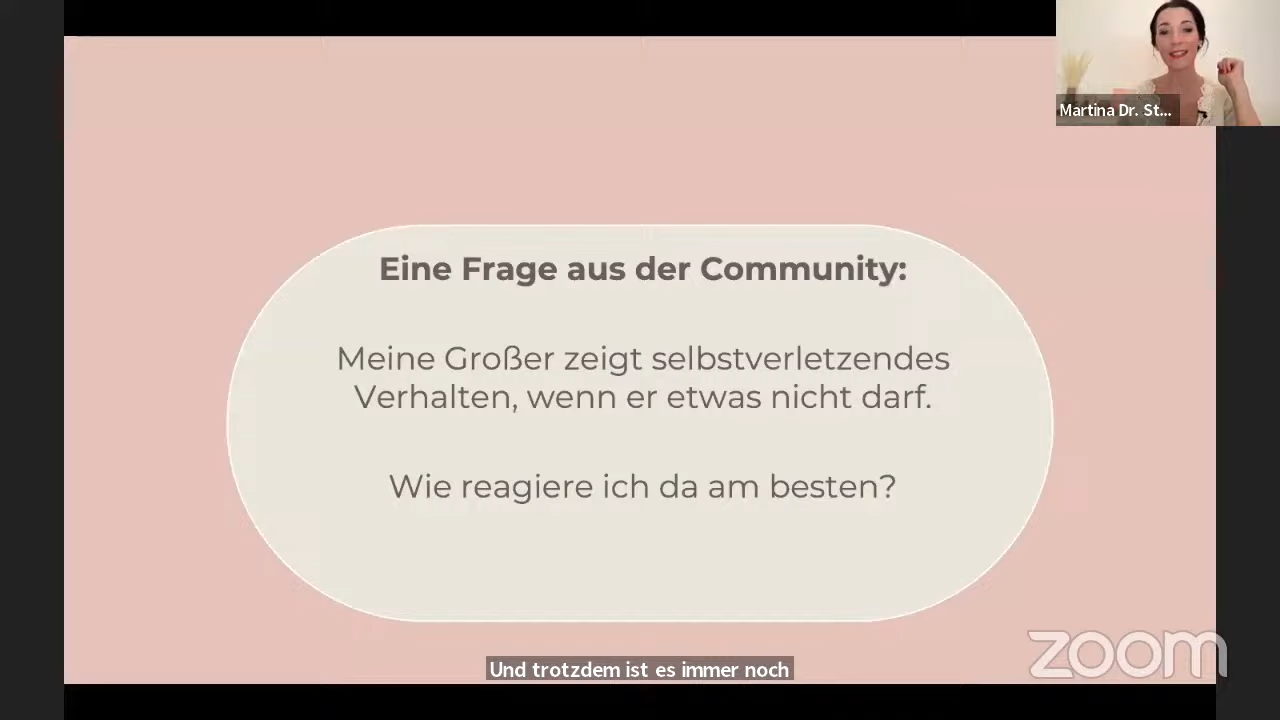 Martina Dr. St...
Eine Frage aus der Community:
Meine Großer zeigt selbstverletzendes
Verhalten, wenn er etwas nicht darf.
Wie reagiere ich da am besten?
zoom
Und trotzdem ist es immer noch